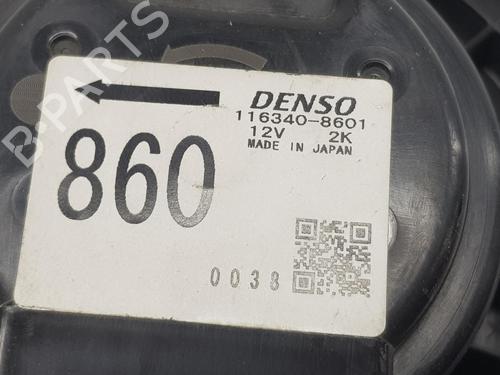 B-PARTS
DENSO
116340-8601
12V 2K
MADE IN JAPAN
860
0038